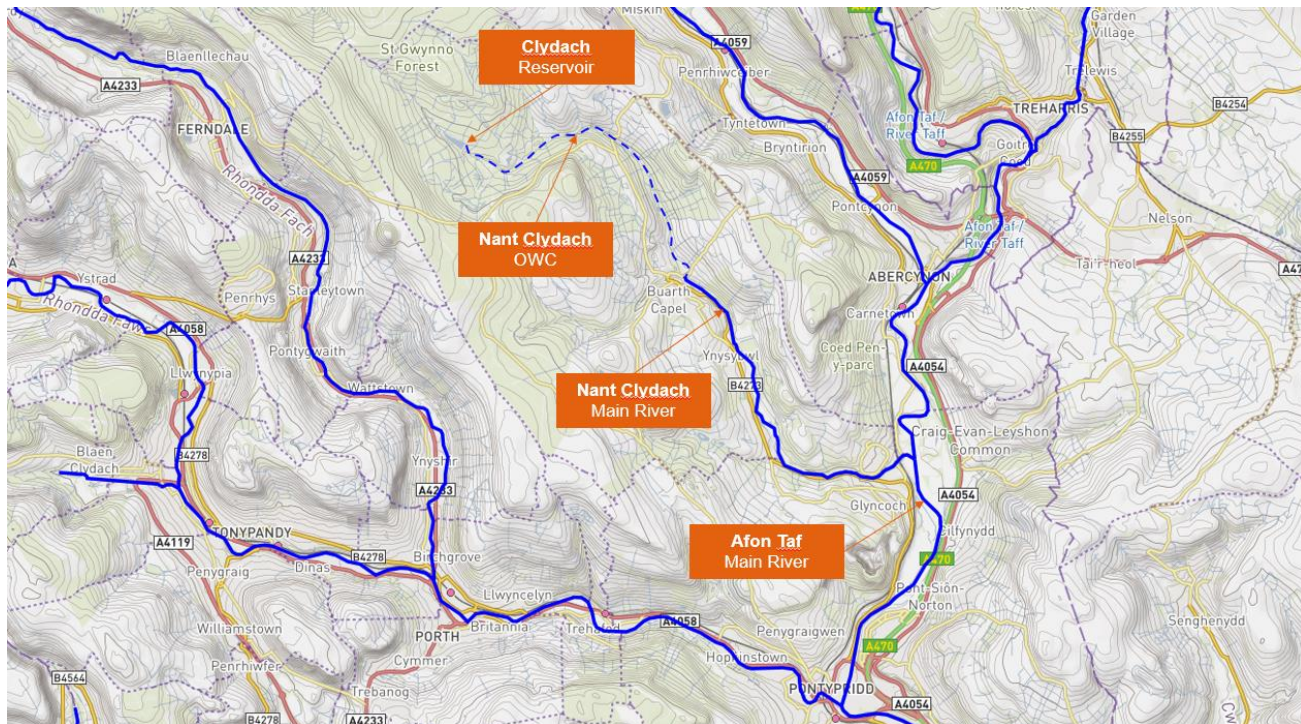 Miskin
Garden
Village
A4059
Blaenllechau
St Gwynno
Forest
Clydach
Reservoir
Penrhiwceiber
Trelewis
A4233
B4254
TREHARRIS
FERNDALE
Tyntetown
Afon Taf /
River Taff
B4255
Bryntirion
Goitre
Coed
A470
A4059
Rhondda Fach
Pontcynon
Nelson
Nant Clydach
OWC
Afon Taf /
River Taff
A4233
Tai'r-heol
Ystrad
Penrhys
Stanleytown
ABERCYNON
Buarth
Capel
Carnetown
Rhondda Fawr
A4058
Pontygwaith
Ynysybwl
Coed Pen-
y-parc
Llwynypia
A4054
Wattstown
Nant Clydach
Main River
B4273
Craig-Evan-Leyshon
Common
Blaen
Clydach
B4278
Ynyshir
A4233
A4054
Glyncoch
A4119
TONYPANDY
Afon Taf
Main River
Cilfynydd
B4278
Birchgrove
A470
Penygraig
Dinas
Llwyncelyn
Pont-Siôn-
Norton
Williamstown
PORTH
Britannia
Trehafod
A4058
Penygraigwen
Senghenydd
Cymmer
Hopkinstown
A470
Penrhiwfer
B4564
Trebanog
PONTYPRIDD
A4054
B4278
A4233